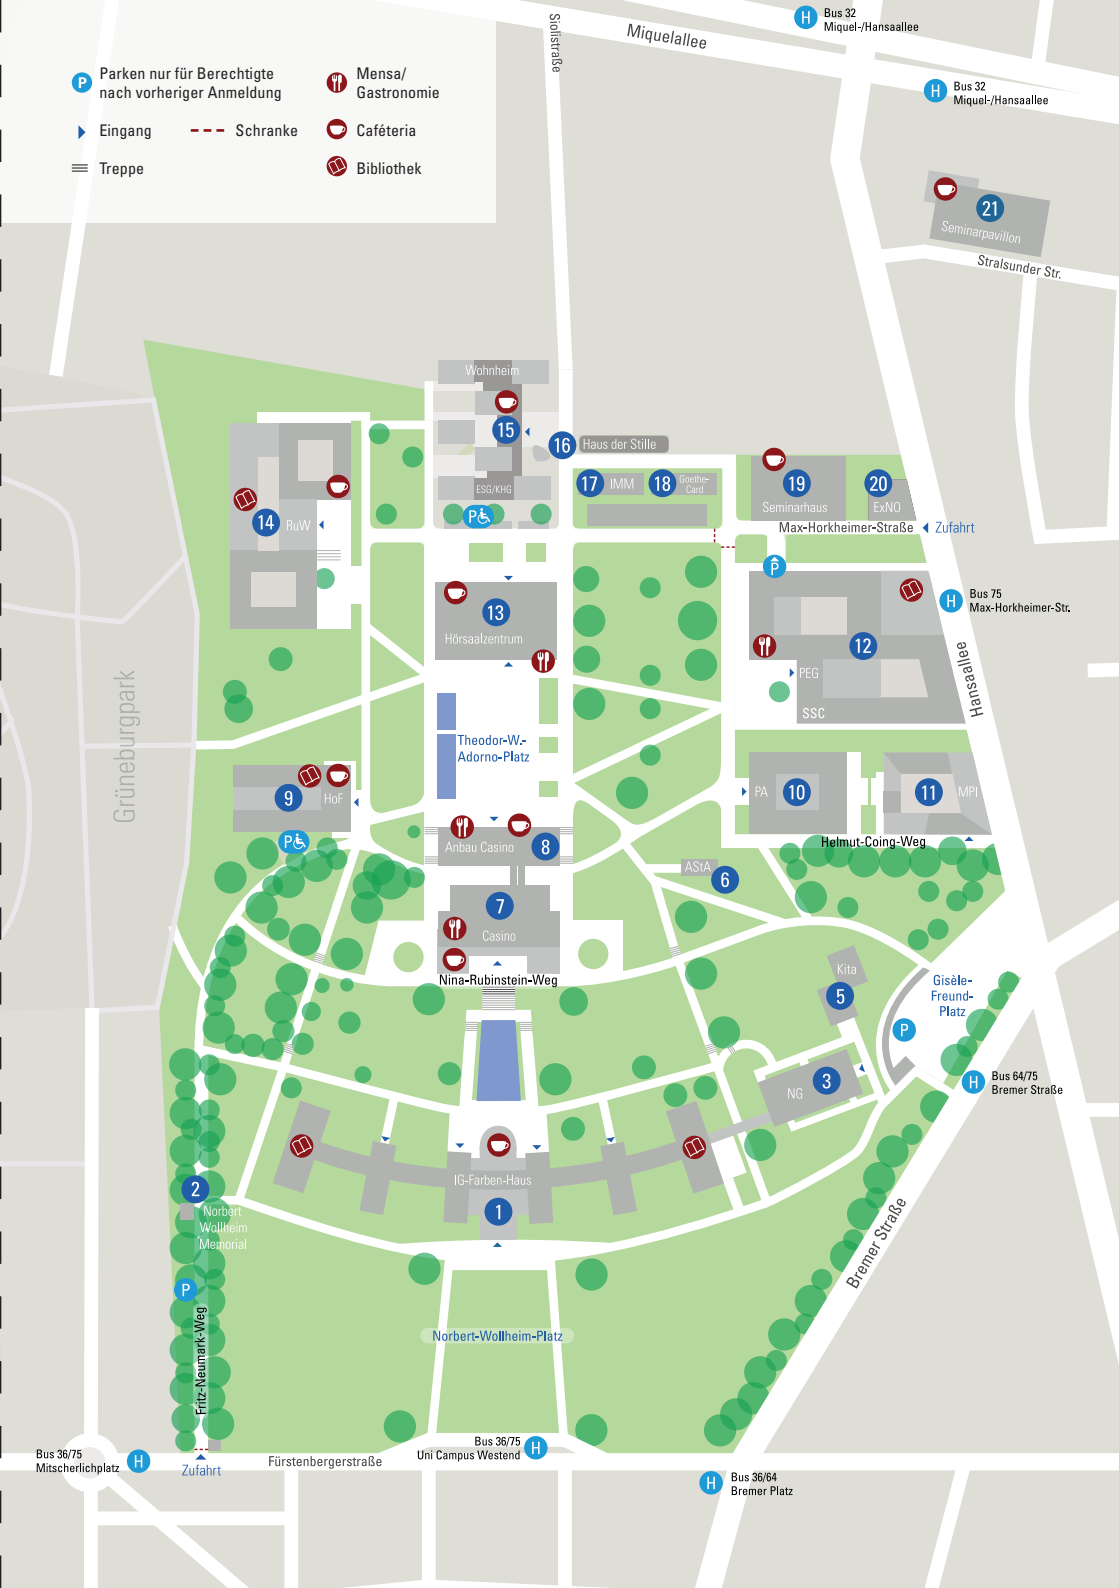 Bus 32
Miquel-/Hansaallee
Siolistraße
Miquelallee
P
Parken nur für Berechtigte
nach vorheriger Anmeldung
Mensa/
Gastronomie
Eingang
Schranke
Caféteria
Treppe
Bibliothek
H
H
Bus 32
Miquel-/Hansaallee
21
Seminarpavillon
Stralsunder Str.
Wohnheim
15
16
Haus der Stille
ESG/KHG
P
17
IMM
18
Goethe-
Card
19
Seminarhaus
20
ExNO
14
RuW
Max-Horkheimer-Straße
Zufahrt
P
H
Bus 75
Max-Horkheimer-Str.
13
Hörsaalzentrum
12
PEG
SSC
Hansaallee
Grüneburgpark
Theodor-W.-
Adorno-Platz
9
HoF
P
PA
10
11
MPI
Helmut-Coing-Weg
Anbau Casino
8
AStA
6
7
Casino
Nina-Rubinstein-Weg
Kita
5
Gisèle-
Freund-
Platz
P
H
Bus 64/75
Bremer Straße
NG
3
IG-Farben-Haus
1
2
Norbert
Wollheim
Memorial
P
Fritz-Neumark-Weg
Norbert-Wollheim-Platz
Bremer Straße
Bus 36/75
Mitscherlichplatz
H
Zufahrt
Fürstenbergerstraße
Bus 36/75
Uni Campus Westend
H
H
Bus 36/64
Bremer Platz